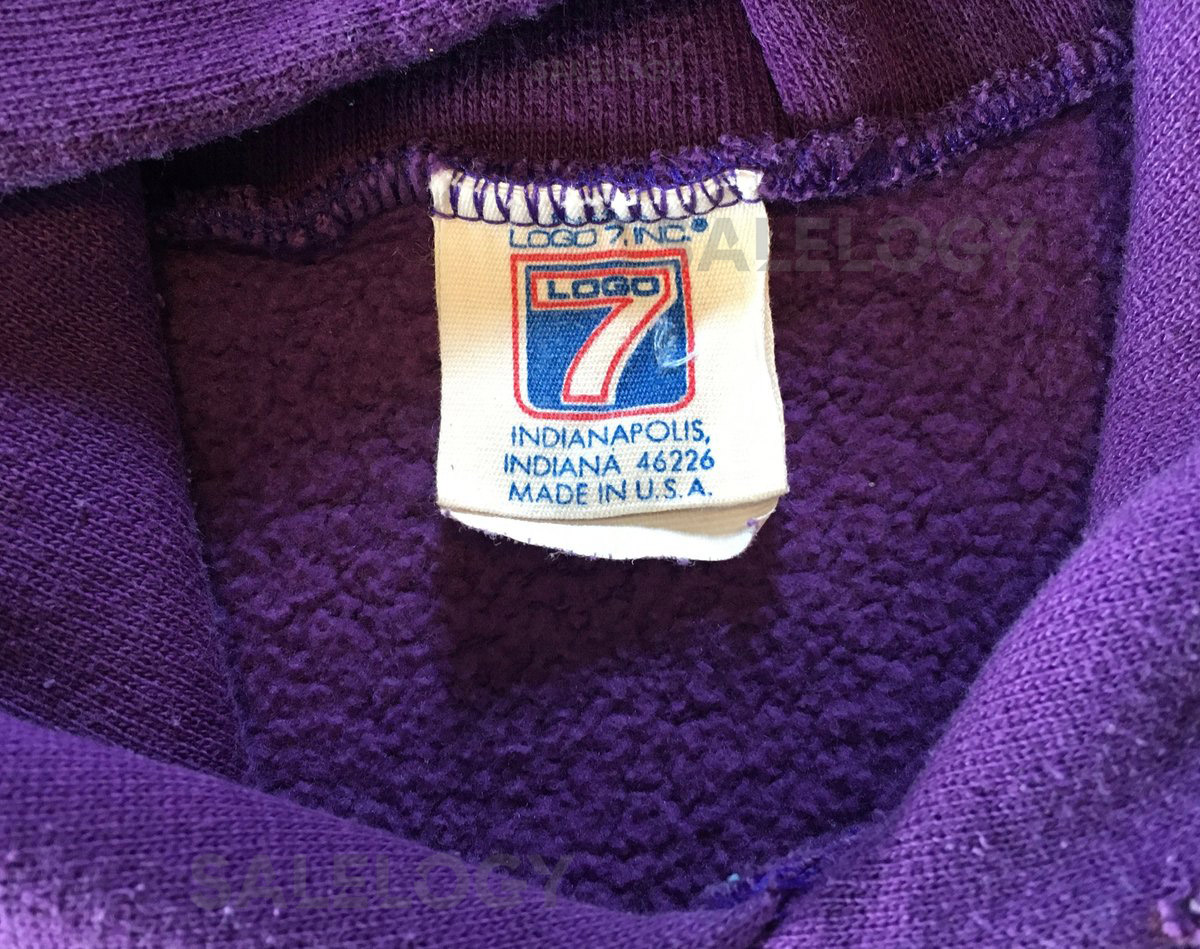 LOGO 7, INC.®
LOGO
7
INDIANAPOLIS,
INDIANA 46226
MADE IN U.S.A.
SALELOGY
SALELOGY